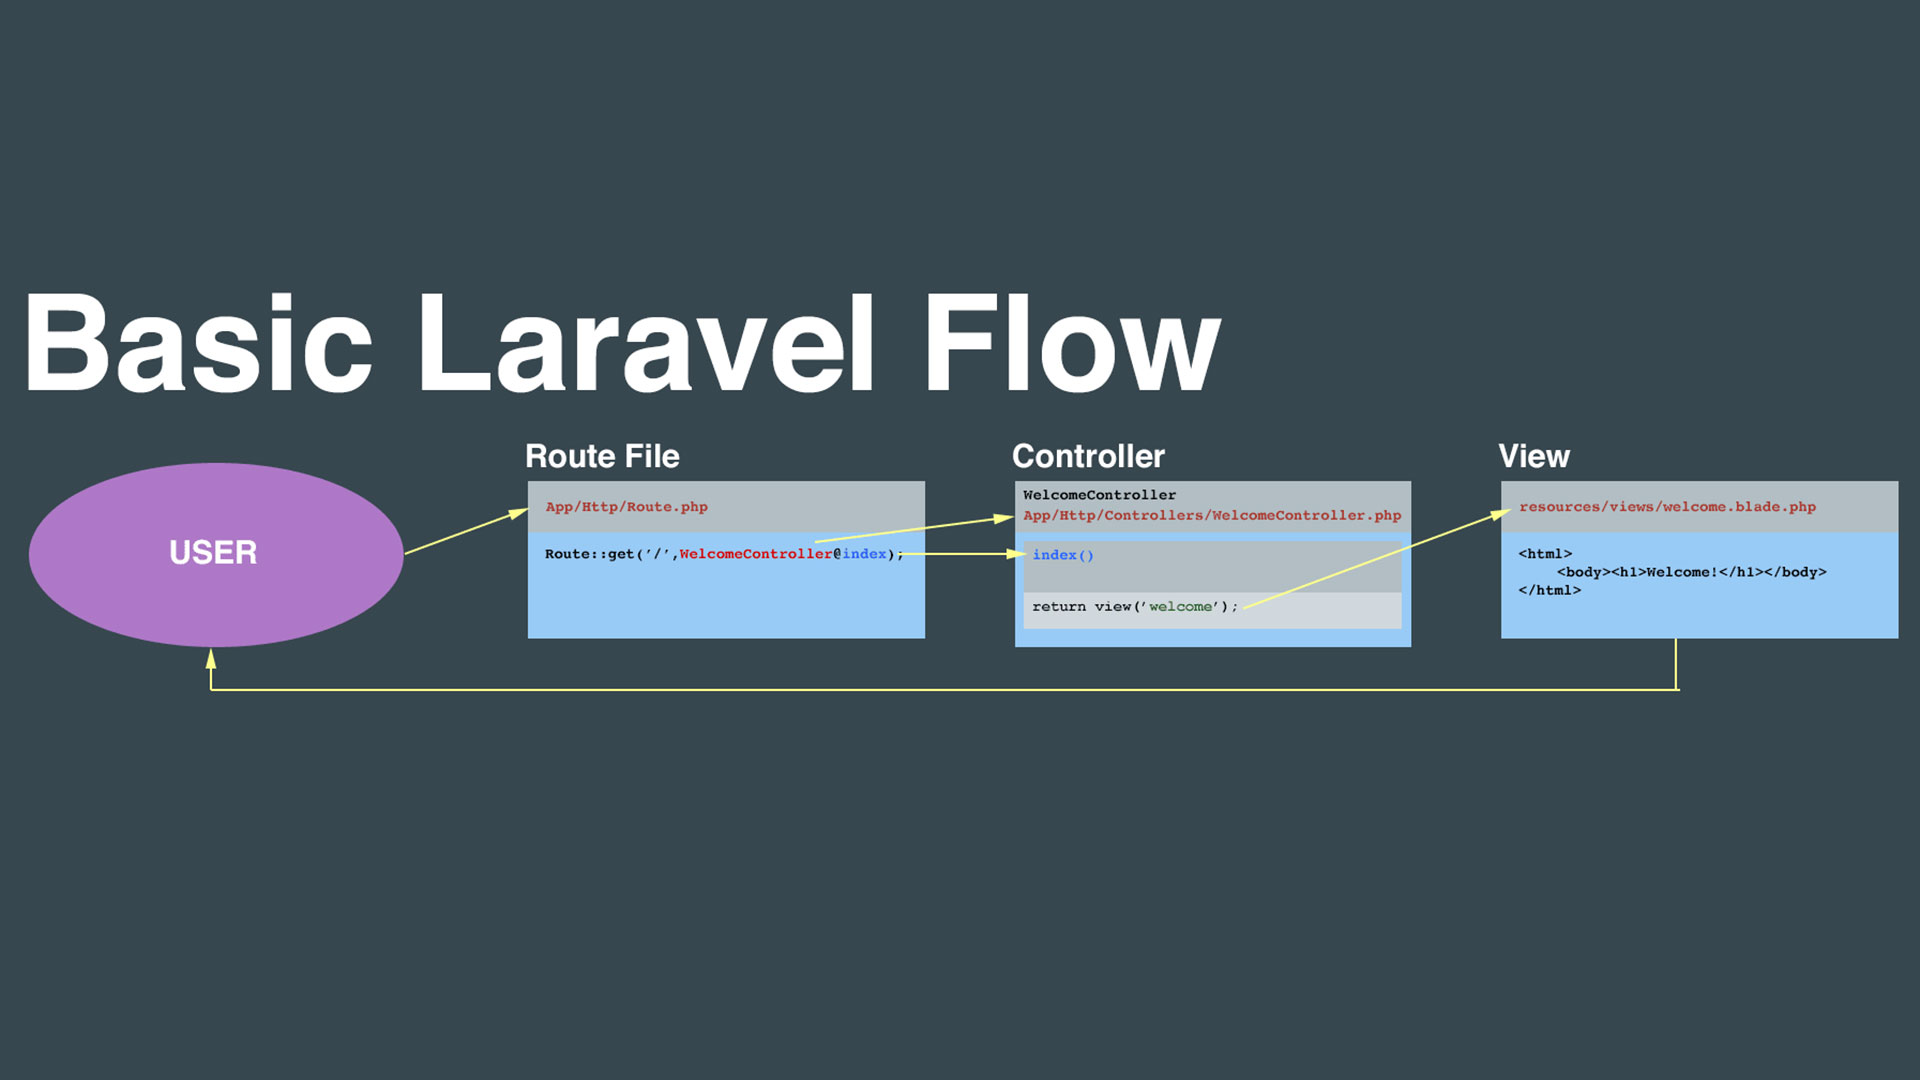 Basic Laravel Flow
USER
Route File
App/Http/Route.php
Route::get('/',WelcomeController@index);
Controller
WelcomeController
App/Http/Controllers/WelcomeController.php
index()
return view('welcome');
View
resources/views/welcome.blade.php
<html>
<body><h1>Welcome!</h1></body>
</html>